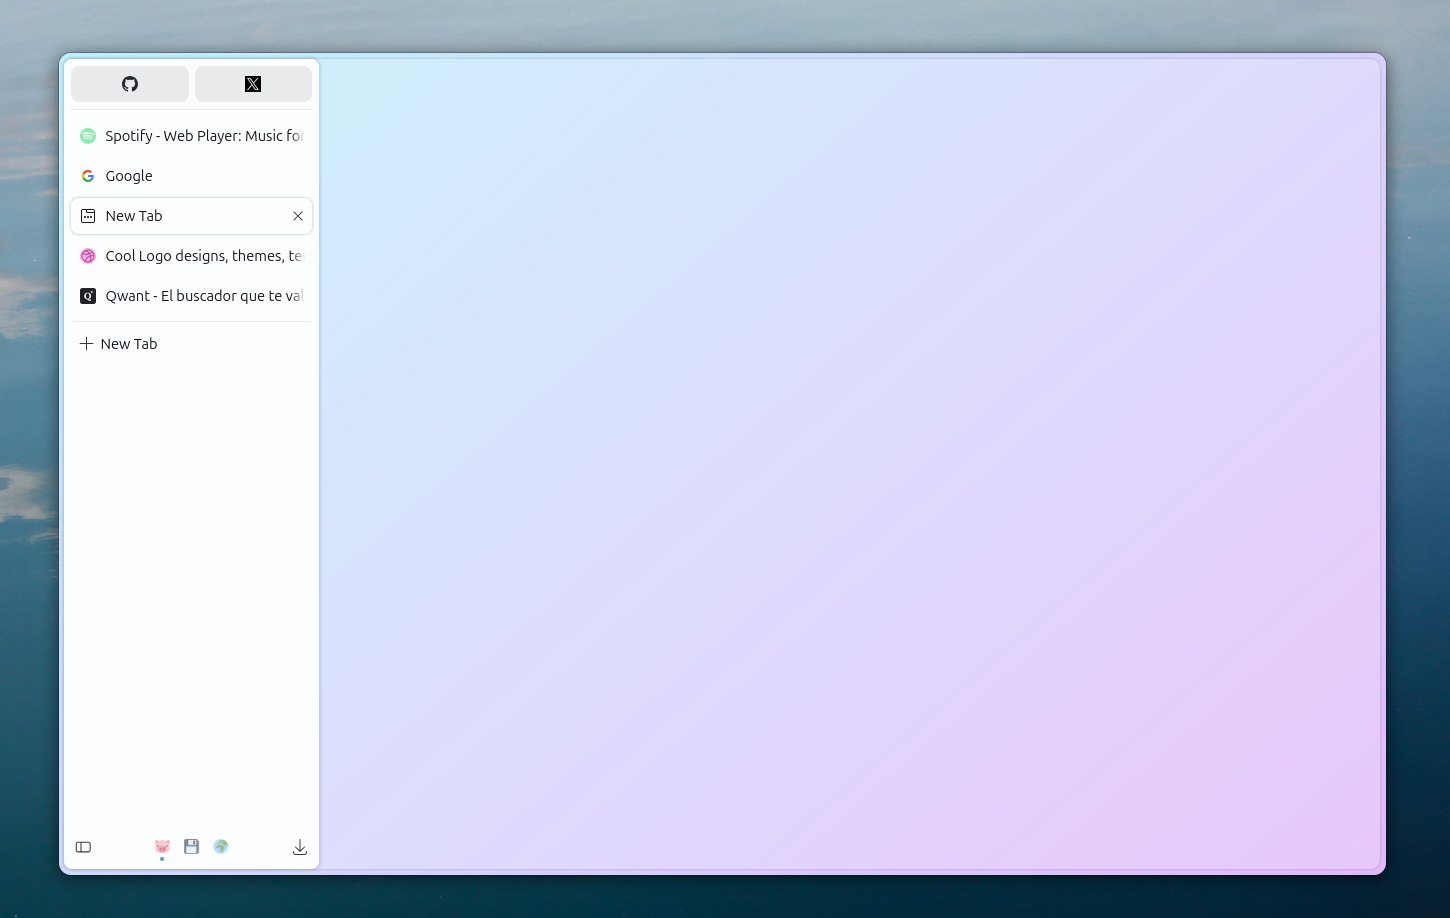 Spotify - Web Player: Music for
Google
New Tab
Cool Logo designs, themes, te
Qwant - El buscador que te val
New Tab